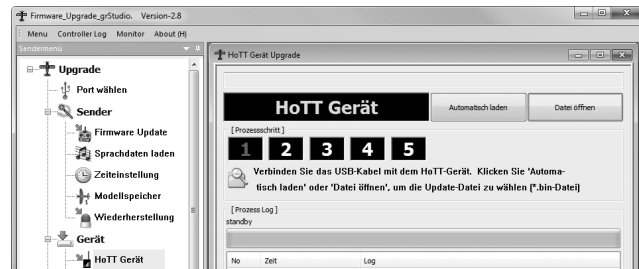 Firmware_Upgrade_grStudio. Version-2.8
Menu Controller Log Monitor About (H)
Sendermenü
Upgrade
Port wählen
Sender
Firmware Update
Sprachdaten laden
Zeiteinstellung
Modellspeicher
Wiederherstellung
Gerät
HoTT Gerät
HoTT Gerät Upgrade
HoTT Gerät
Automatisch laden
Datei öffnen
[ Prozessschritt ]
1 2 3 4 5
Verbinden Sie das USB-Kabel mit dem HoTT-Gerät. Klicken Sie 'Automa-
tisch laden' oder 'Datei öffnen', um die Update-Datei zu wählen (*.bin-Datei)
[ Prozess Log ]
standby
No Zeit Log